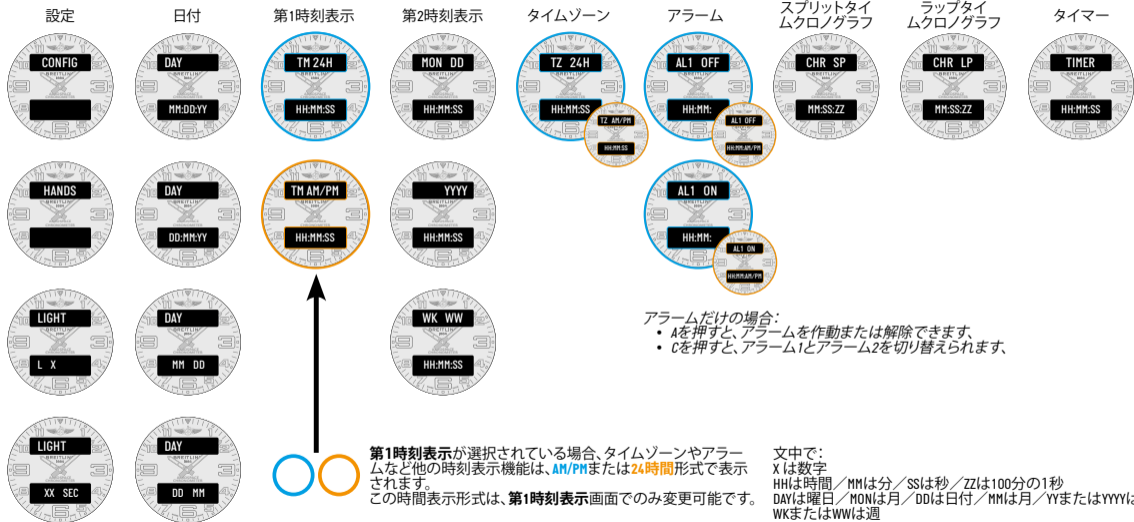 設定
日付
第1時刻表示
第2時刻表示
タイムゾーン
アラーム
スプリットタイ
ムクロノグラフ
ラップタイ
ムクロノグラフ
タイマー
CONFIG
DAY
MM:DD:YY
TM 24H
HH:MM:SS
MON DD
HH:MM:SS
TZ 24H
HH:MM:SS
TZ AM/PM
HH:MM:SS
AL1 OFF
HH:MM:
AL1 OFF
HH:MM:AM/PM
CHR SP
MM:SS:ZZ
CHR LP
MM:SS:ZZ
TIMER
HH:MM:SS
HANDS
DAY
DD:MM:YY
TM AM/PM
HH:MM:SS
YYYY
HH:MM:SS
AL1 ON
HH:MM:
AL1 ON
HH:MM:AM/PM
LIGHT
L X
DAY
MM DD
WK WW
HH:MM:SS
アラームだけの場合：
• Aを押すと、アラームを作動または解除できます、
• Cを押すと、アラーム1とアラーム2を切り替えられます、
LIGHT
XX SEC
DAY
DD MM
第1時刻表示が選択されている場合、タイムゾーンやアラー
ムなど他の時刻表示機能は、AM/PMまたは24時間形式で表示
されます。
この時間表示形式は、第1時刻表示画面でのみ変更可能です。
文中で：
X は数字
HHは時間／MMは分／SSは秒／ZZは100分の1秒
DAYは曜日／MONは月／DDは日付／MMは月／YYまたはYYYYは
WKまたはWWは週